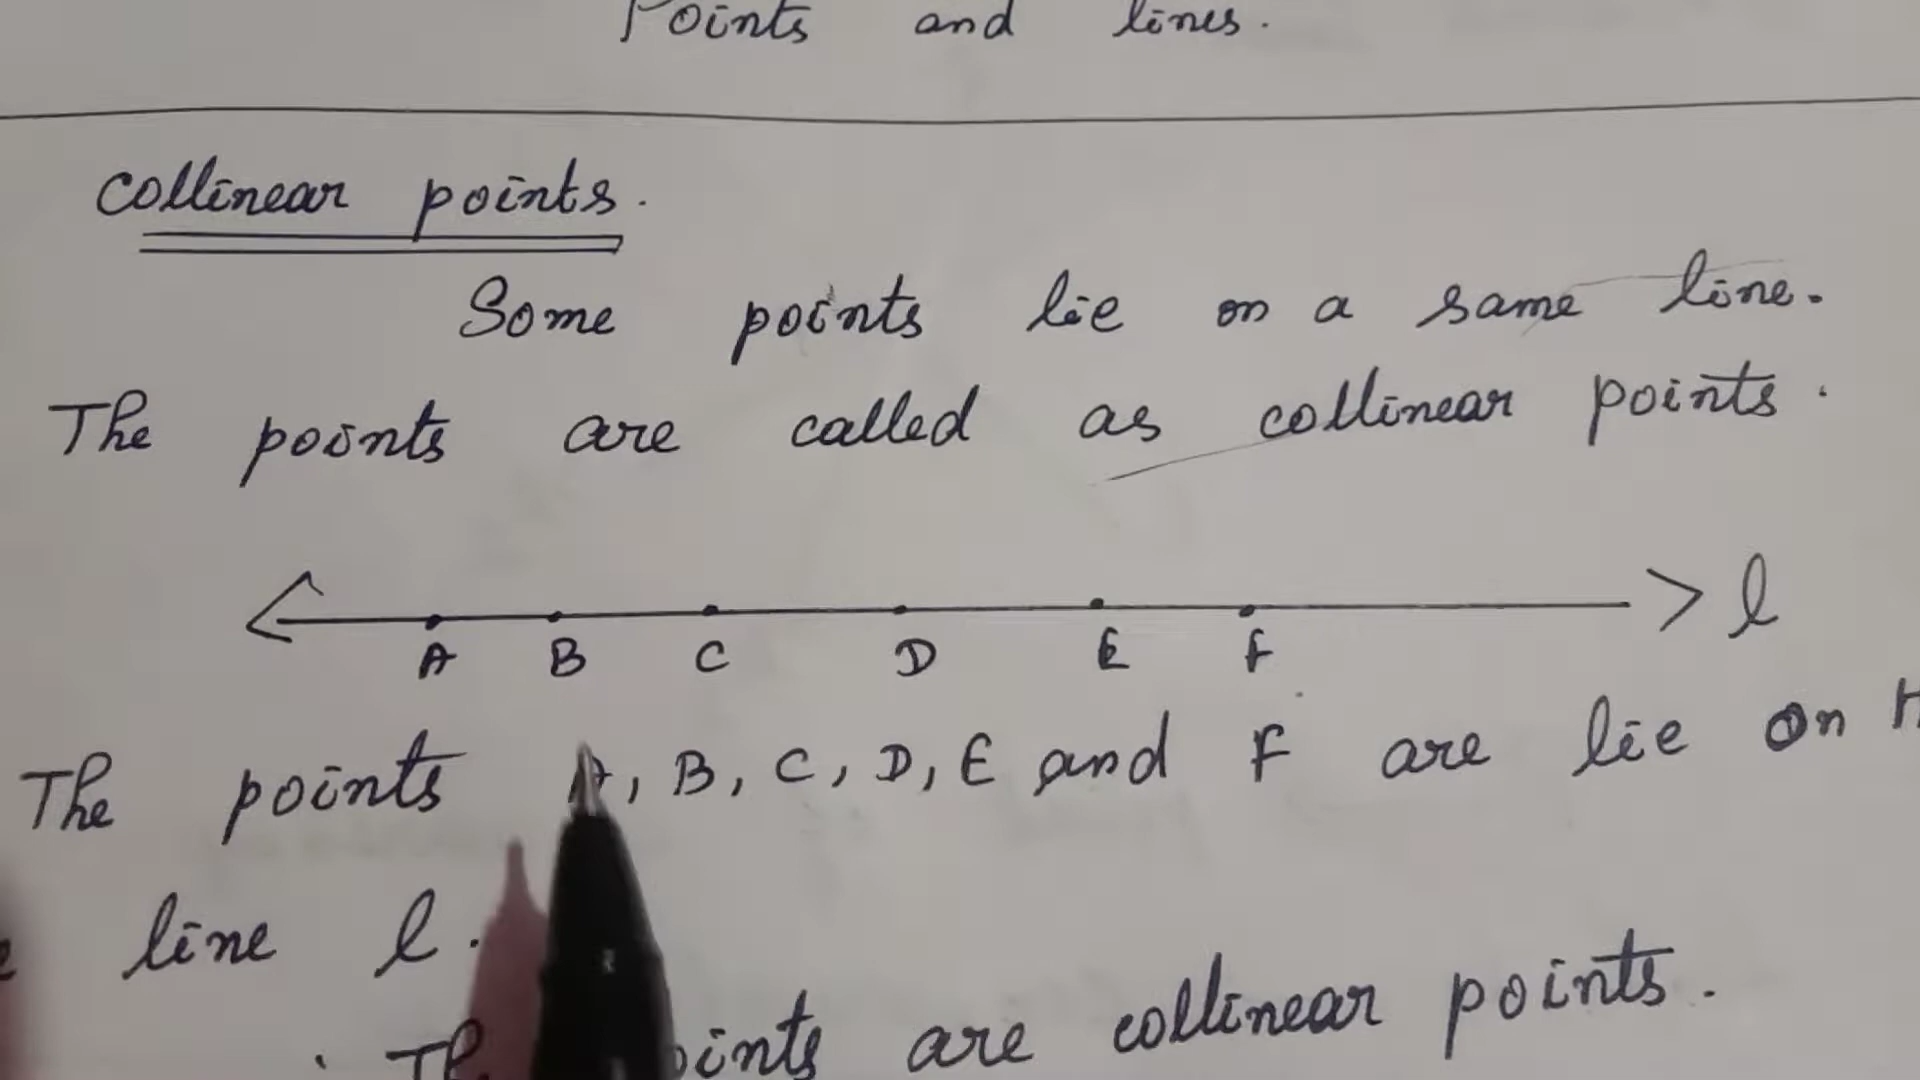 Points and lines.
Collinear points.
Some points lie on a same line.
The points are called as collinear points.
l
A B C D E F
The points A, B, C, D, E and F are lie on
line l.
are collinear points.